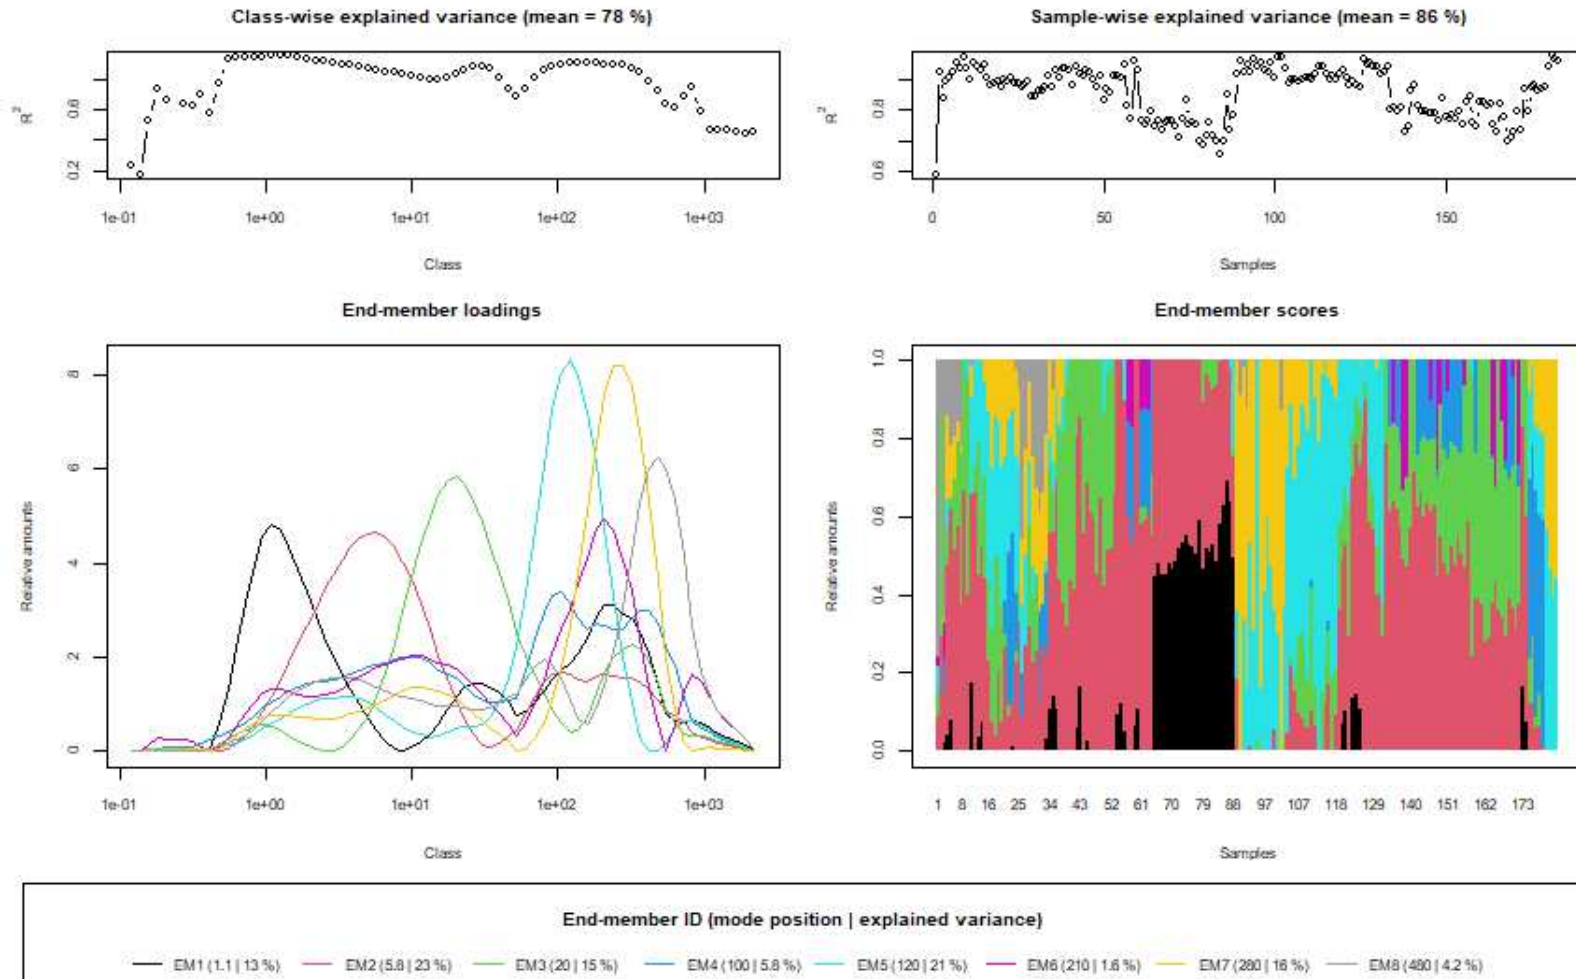 Class-wise explained variance (mean = 78 %)
R²
0.2
0.6
1e-01
1e+00
1e+01
1e+02
1e+03
Class
Sample-wise explained variance (mean = 86 %)
R²
0.6
0.8
0
50
100
150
Samples
End-member loadings
Relative amounts
0
2
4
6
8
1e-01
1e+00
1e+01
1e+02
1e+03
Class
End-member scores
Relative amounts
0.0
0.2
0.4
0.6
0.8
1.0
1 8 16 25 34 43 52 61 70 79 88 97 107 118 129 140 151 162 173
Samples
End-member ID (mode position | explained variance)
EM1 (1.1 | 13 %) EM2 (5.8 | 23 %) EM3 (20 | 15 %) EM4 (100 | 5.8 %) EM5 (120 | 21 %) EM6 (210 | 1.6 %) EM7 (280 | 16 %) EM8 (480 | 4.2 %)